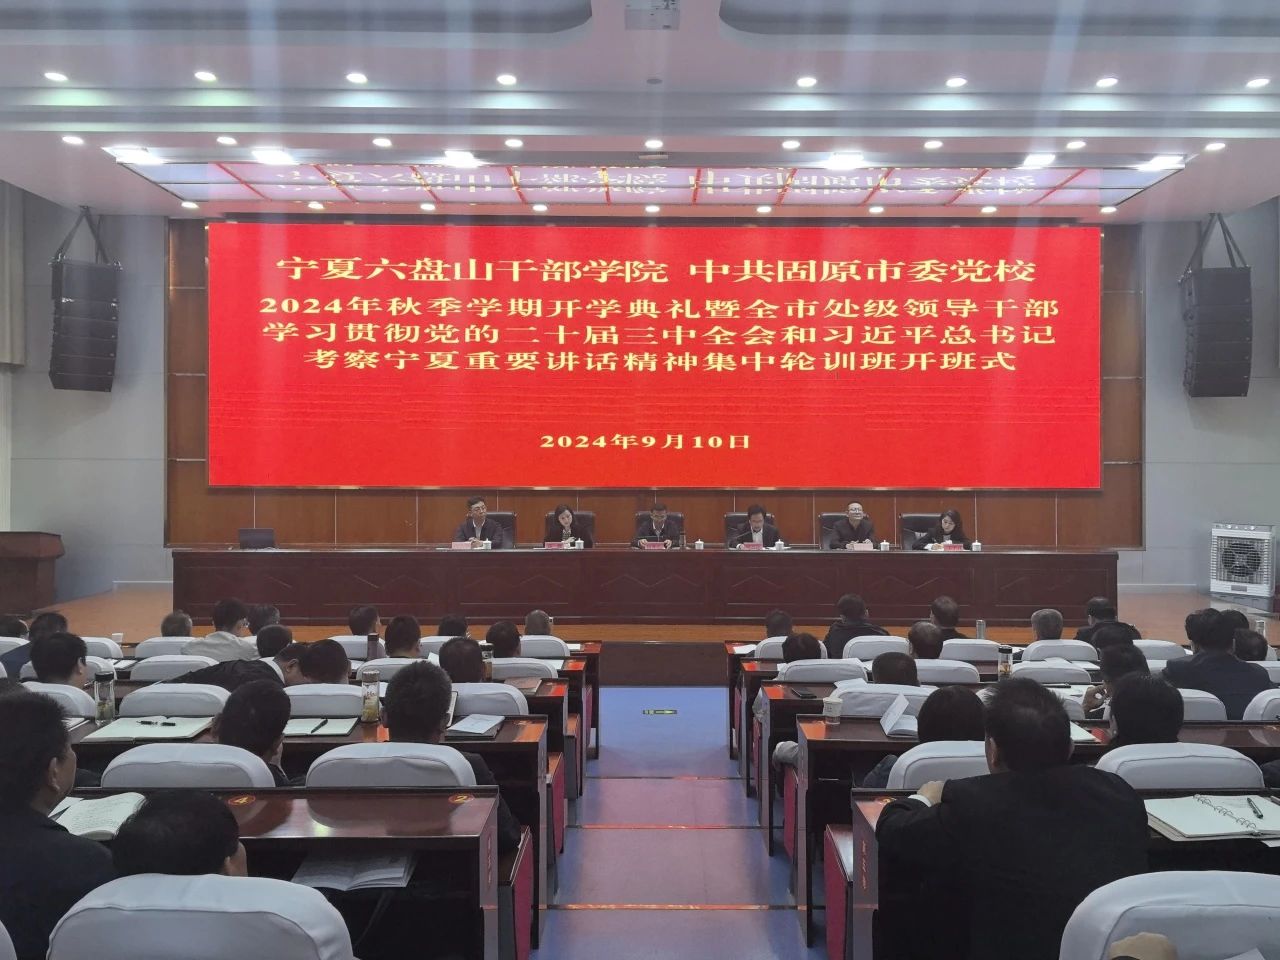 宁夏六盘山干部学院 中共固原市委党校
2024年秋季学期开学典礼暨全市处级领导干部
学习贯彻党的二十届三中全会和习近平总书记
考察宁夏重要讲话精神集中轮训班开班式
2024年9月10日